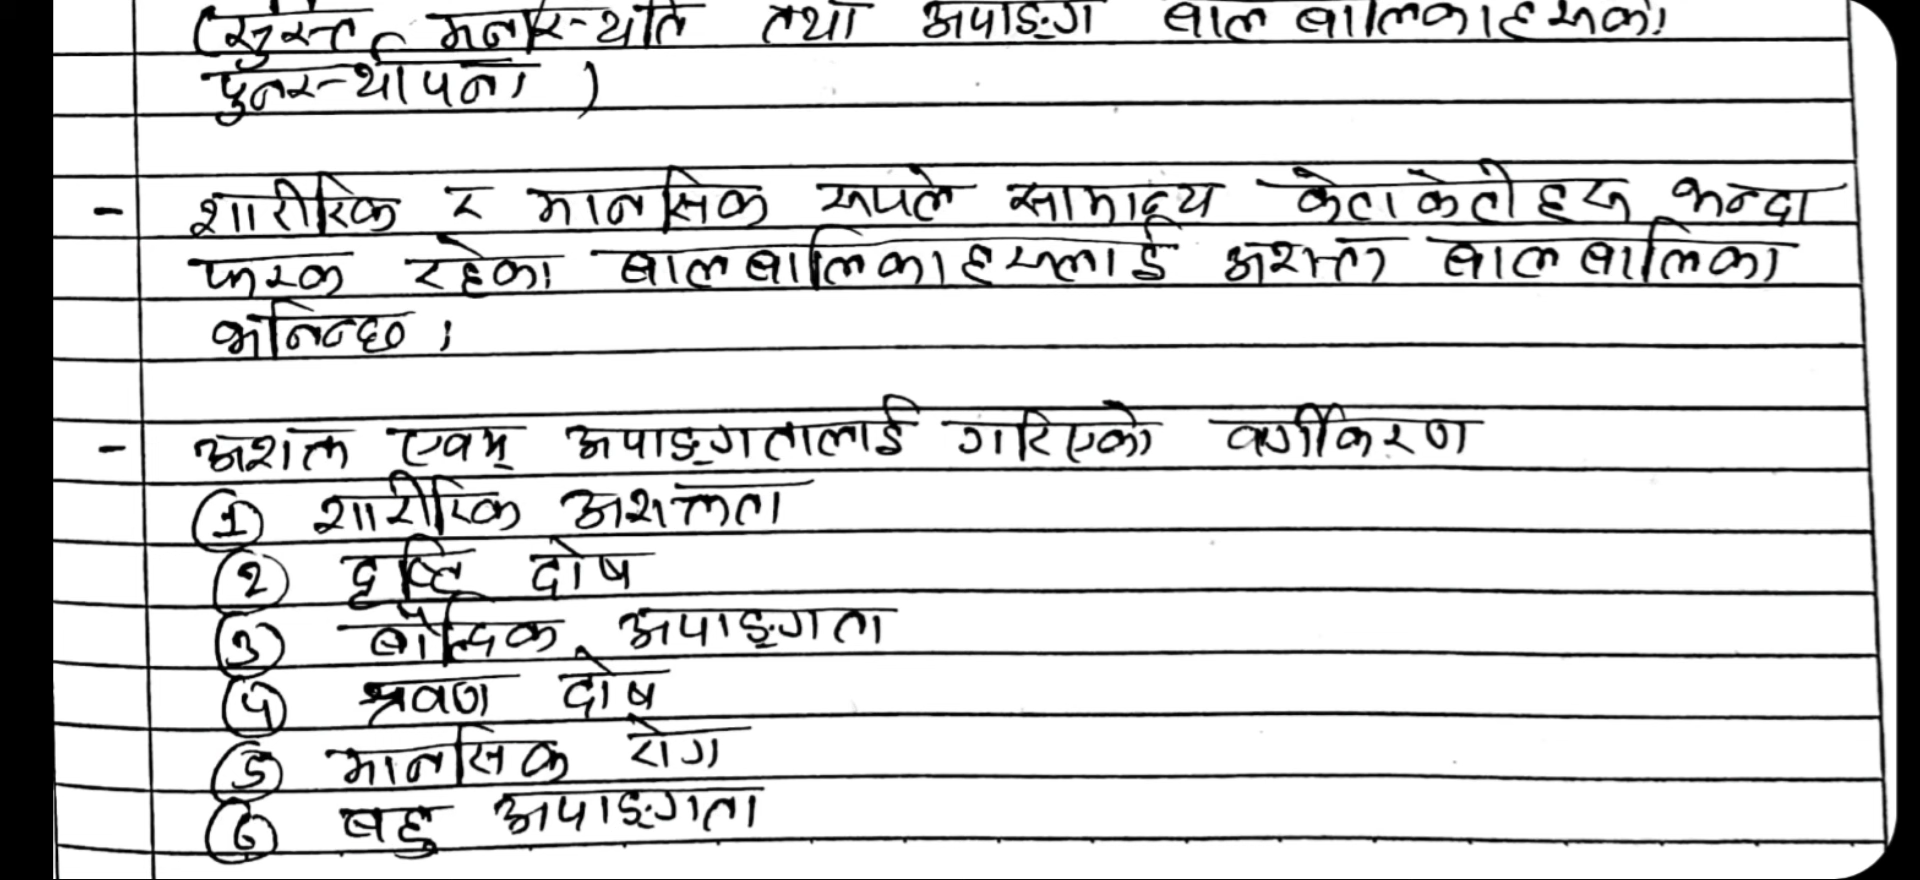 (सुस्त मनस्थिति तथा अपाङ्ग बालबालिकाहरूको
पुनर्स्थापना)
- शारीरिक र मानसिक रूपले सामान्य केटाकेटीहरू भन्दा
फरक रहेका बालबालिकाहरूलाई अशक्त बालबालिका
भनिन्छ ।
- अशक्त एवम् अपाङ्गतालाई गरिएको वर्गीकरण
① शारीरिक अशक्तता
② दृष्टि दोष
③ बौद्धिक अपाङ्गता
④ श्रवण दोष
⑤ मानसिक रोग
⑥ बहु अपाङ्गता